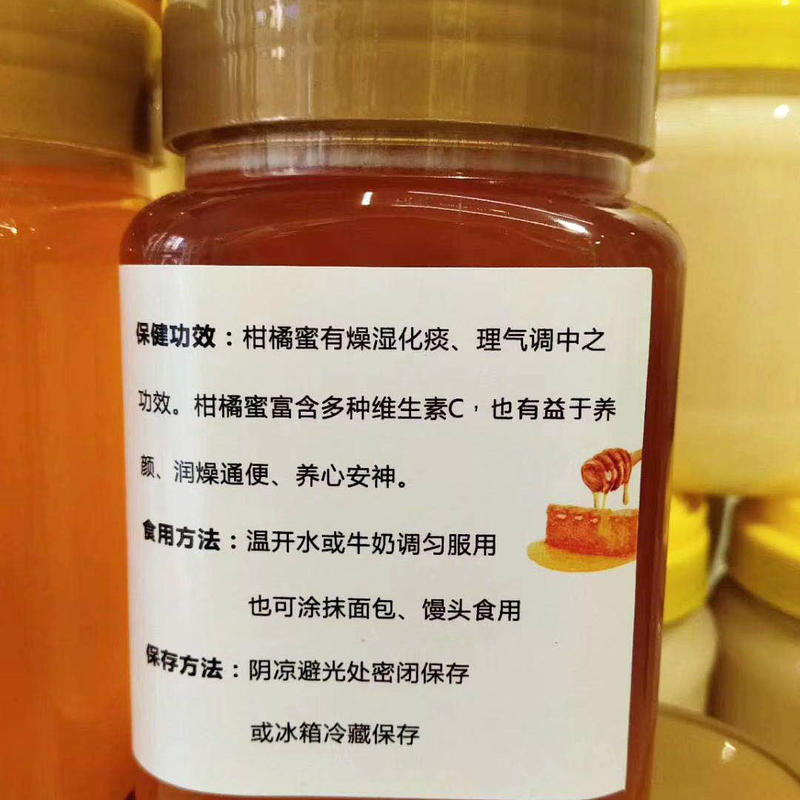 保健功效：柑橘蜜有燥湿化痰、理气调中之
功效。柑橘蜜富含多种维生素C，也有益于养
颜、润燥通便、养心安神。
食用方法：温开水或牛奶调匀服用
也可涂抹面包、馒头食用
保存方法：阴凉避光处密闭保存
或冰箱冷藏保存